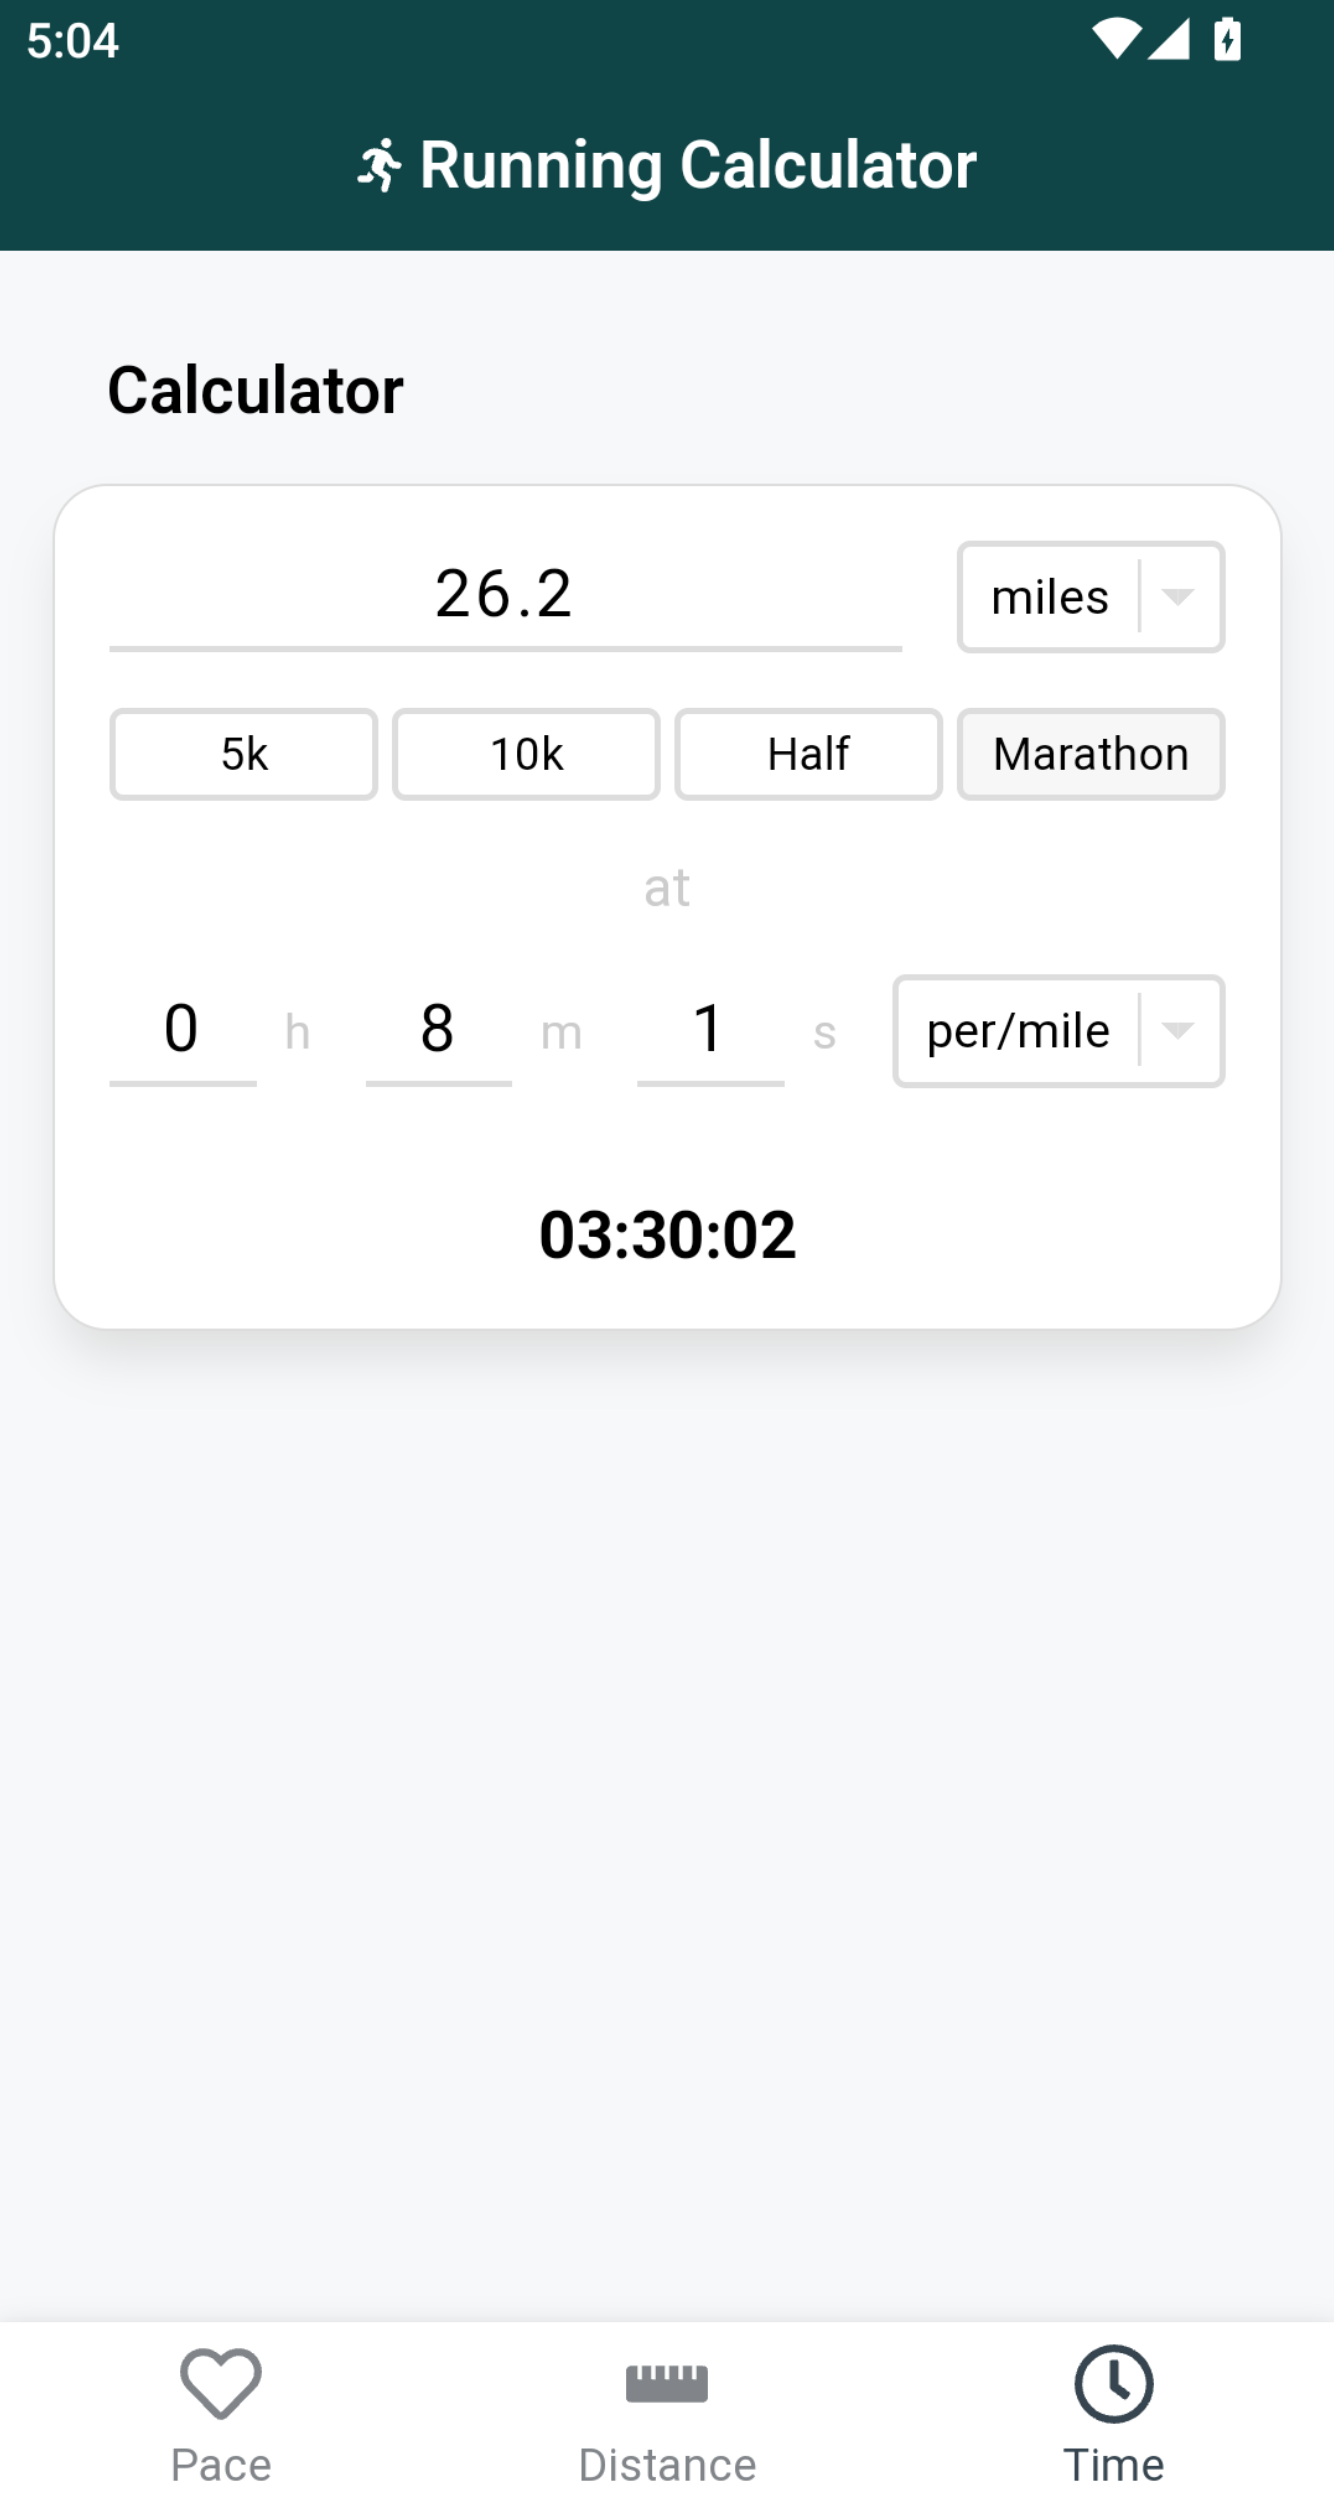 5:04
Running Calculator
Calculator
26.2 miles
5k 10k Half Marathon
at
0 h 8 m 1 s per/mile
03:30:02
Pace Distance Time